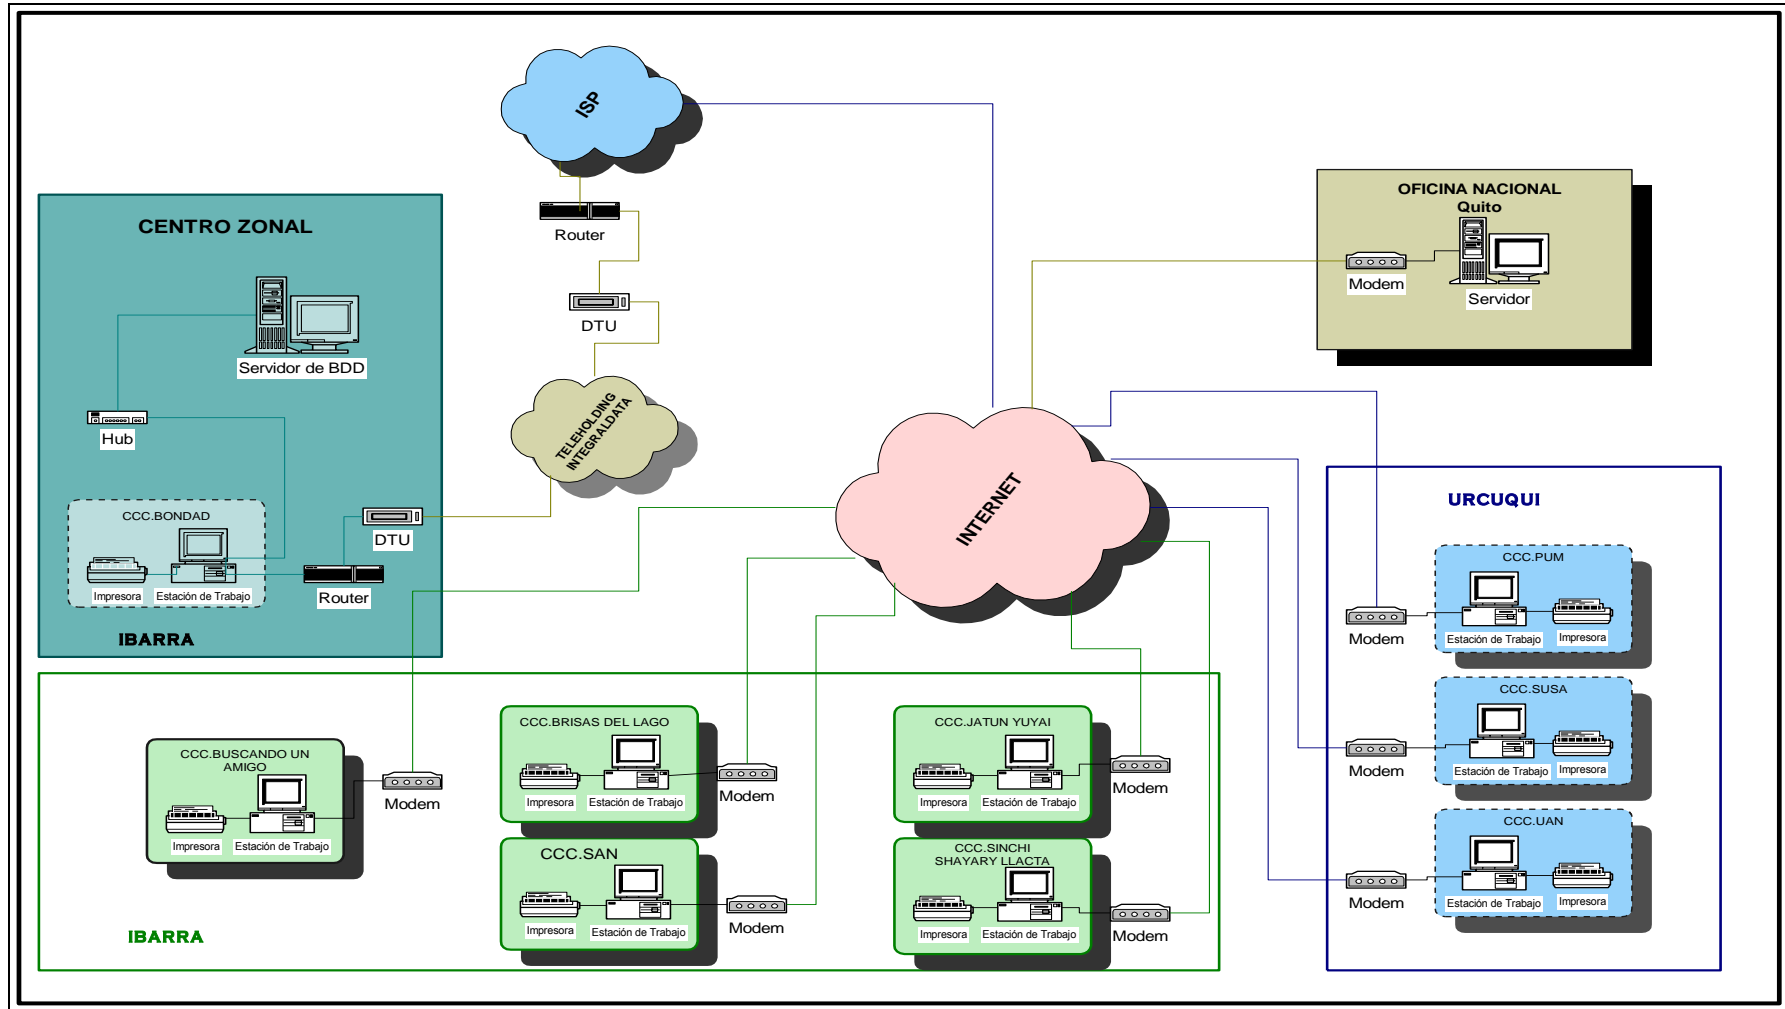 ISP
Router
DTU
TELEHOLDING
INTEGRALDATA
CENTRO ZONAL
Servidor de BDD
Hub
CCC.BONDAD
Impresora
Estación de Trabajo
DTU
Router
IBARRA
OFICINA NACIONAL
Quito
Modem
Servidor
INTERNET
URCUQUI
CCC.PUM
Modem
Estación de Trabajo
Impresora
CCC.SUSA
Modem
Estación de Trabajo
Impresora
CCC.UAN
Modem
Estación de Trabajo
Impresora
CCC.BUSCANDO UN
AMIGO
Impresora
Estación de Trabajo
Modem
CCC.BRISAS DEL LAGO
Impresora
Estación de Trabajo
Modem
CCC.JATUN YUYAI
Impresora
Estación de Trabajo
Modem
CCC.SAN
Impresora
Estación de Trabajo
Modem
CCC.SINCHI
SHAYARY LLACTA
Impresora
Estación de Trabajo
Modem
IBARRA